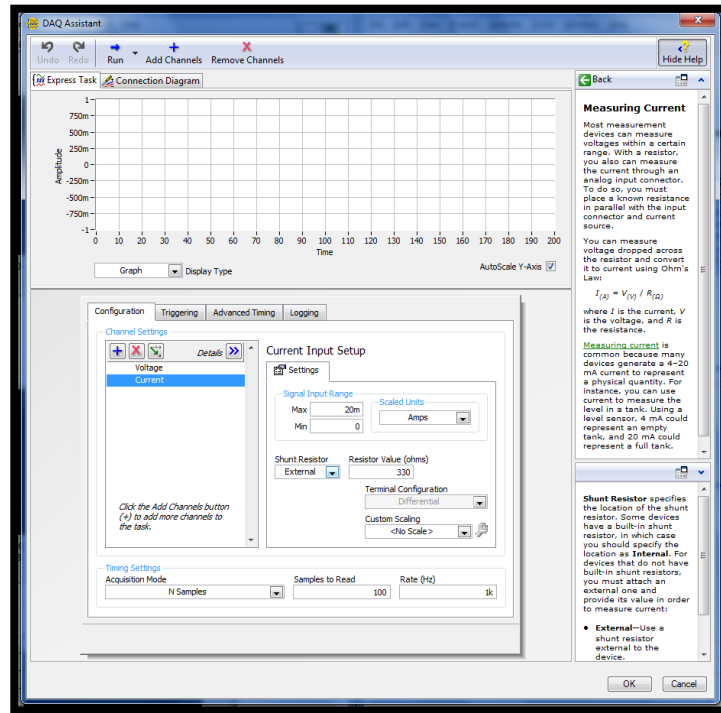 DAQ Assistant
Undo Redo Run Add Channels Remove Channels Hide Help
Express Task Connection Diagram
Back
1
750m
500m
250m
0
-250m
-500m
-750m
-1
Amplitude
0 10 20 30 40 50 60 70 80 90 100 110 120 130 140 150 160 170 180 190 200
Time
Graph Display Type AutoScale Y-Axis
Configuration Triggering Advanced Timing Logging
Channel Settings
Details
Voltage
Current
Click the Add Channels button
(+) to add more channels to
the task.
Current Input Setup
Settings
Signal Input Range
Max 20m
Min 0
Scaled Units
Amps
Shunt Resistor Resistor Value (ohms)
External 330
Terminal Configuration
Differential
Custom Scaling
<No Scale>
Timing Settings
Acquisition Mode Samples to Read Rate (Hz)
N Samples 100 1k
Measuring Current
Most measurement
devices can measure
voltages within a certain
range. With a resistor,
you also can measure
the current through an
analog input connector.
To do so, you must
place a known resistance
in parallel with the input
connector and current
source.
You can measure
voltage dropped across
the resistor and convert
it to current using Ohm's
Law:
I(A) = V(V) / R(Ω)
where I is the current, V
is the voltage, and R is
the resistance.
Measuring current is
common because many
devices generate a 4–20
mA current to represent
a physical quantity. For
instance, you can use
current to measure the
level in a tank. Using a
level sensor, 4 mA could
represent an empty
tank, and 20 mA could
represent a full tank.
Shunt Resistor specifies
the location of the shunt
resistor. Some devices
have a built-in shunt
resistor, in which case
you should specify the
location as Internal. For
devices that do not have
built-in shunt resistors,
you must attach an
external one and
provide its value in order
to measure current:
• External—Use a
shunt resistor
external to the
device.
OK Cancel